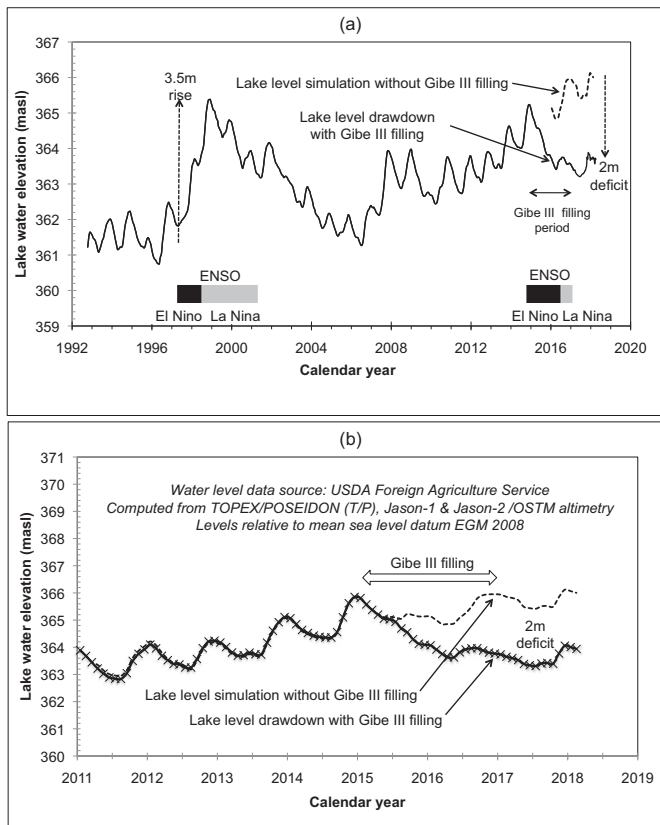 (a)
367
366
365
364
363
362
361
360
359
Lake water elevation (masl)
3.5m
rise
Lake level simulation without Gibe III filling
Lake level drawdown
with Gibe III filling
2m
deficit
Gibe III filling
period
ENSO
El Nino La Nina
ENSO
El Nino La Nina
1992 1996 2000 2004 2008 2012 2016 2020
Calendar year
(b)
371
370
369
368
367
366
365
364
363
362
361
360
Lake water elevation (masl)
Water level data source: USDA Foreign Agriculture Service
Computed from TOPEX/POSEIDON (T/P), Jason-1 & Jason-2 /OSTM altimetry
Levels relative to mean sea level datum EGM 2008
Gibe III filling
2m
deficit
Lake level simulation without Gibe III filling
Lake level drawdown with Gibe III filling
2011 2012 2013 2014 2015 2016 2017 2018 2019
Calendar year